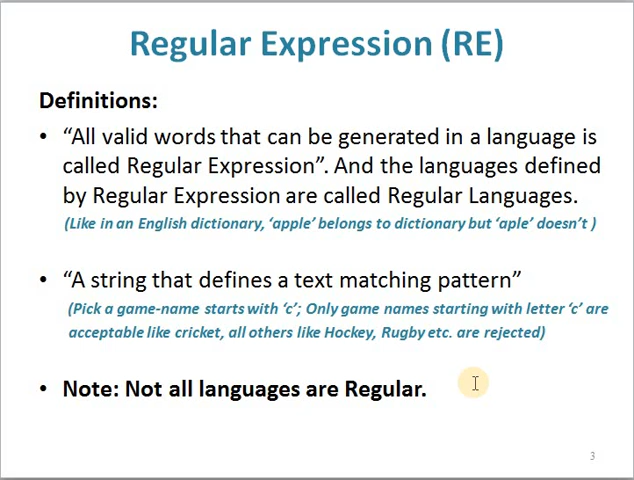 Regular Expression (RE)
Definitions:
• “All valid words that can be generated in a language is
called Regular Expression”. And the languages defined
by Regular Expression are called Regular Languages.
(Like in an English dictionary, ‘apple’ belongs to dictionary but ‘aple’ doesn’t )
• “A string that defines a text matching pattern”
(Pick a game-name starts with ‘c’; Only game names starting with letter ‘c’ are
acceptable like cricket, all others like Hockey, Rugby etc. are rejected)
• Note: Not all languages are Regular.
3